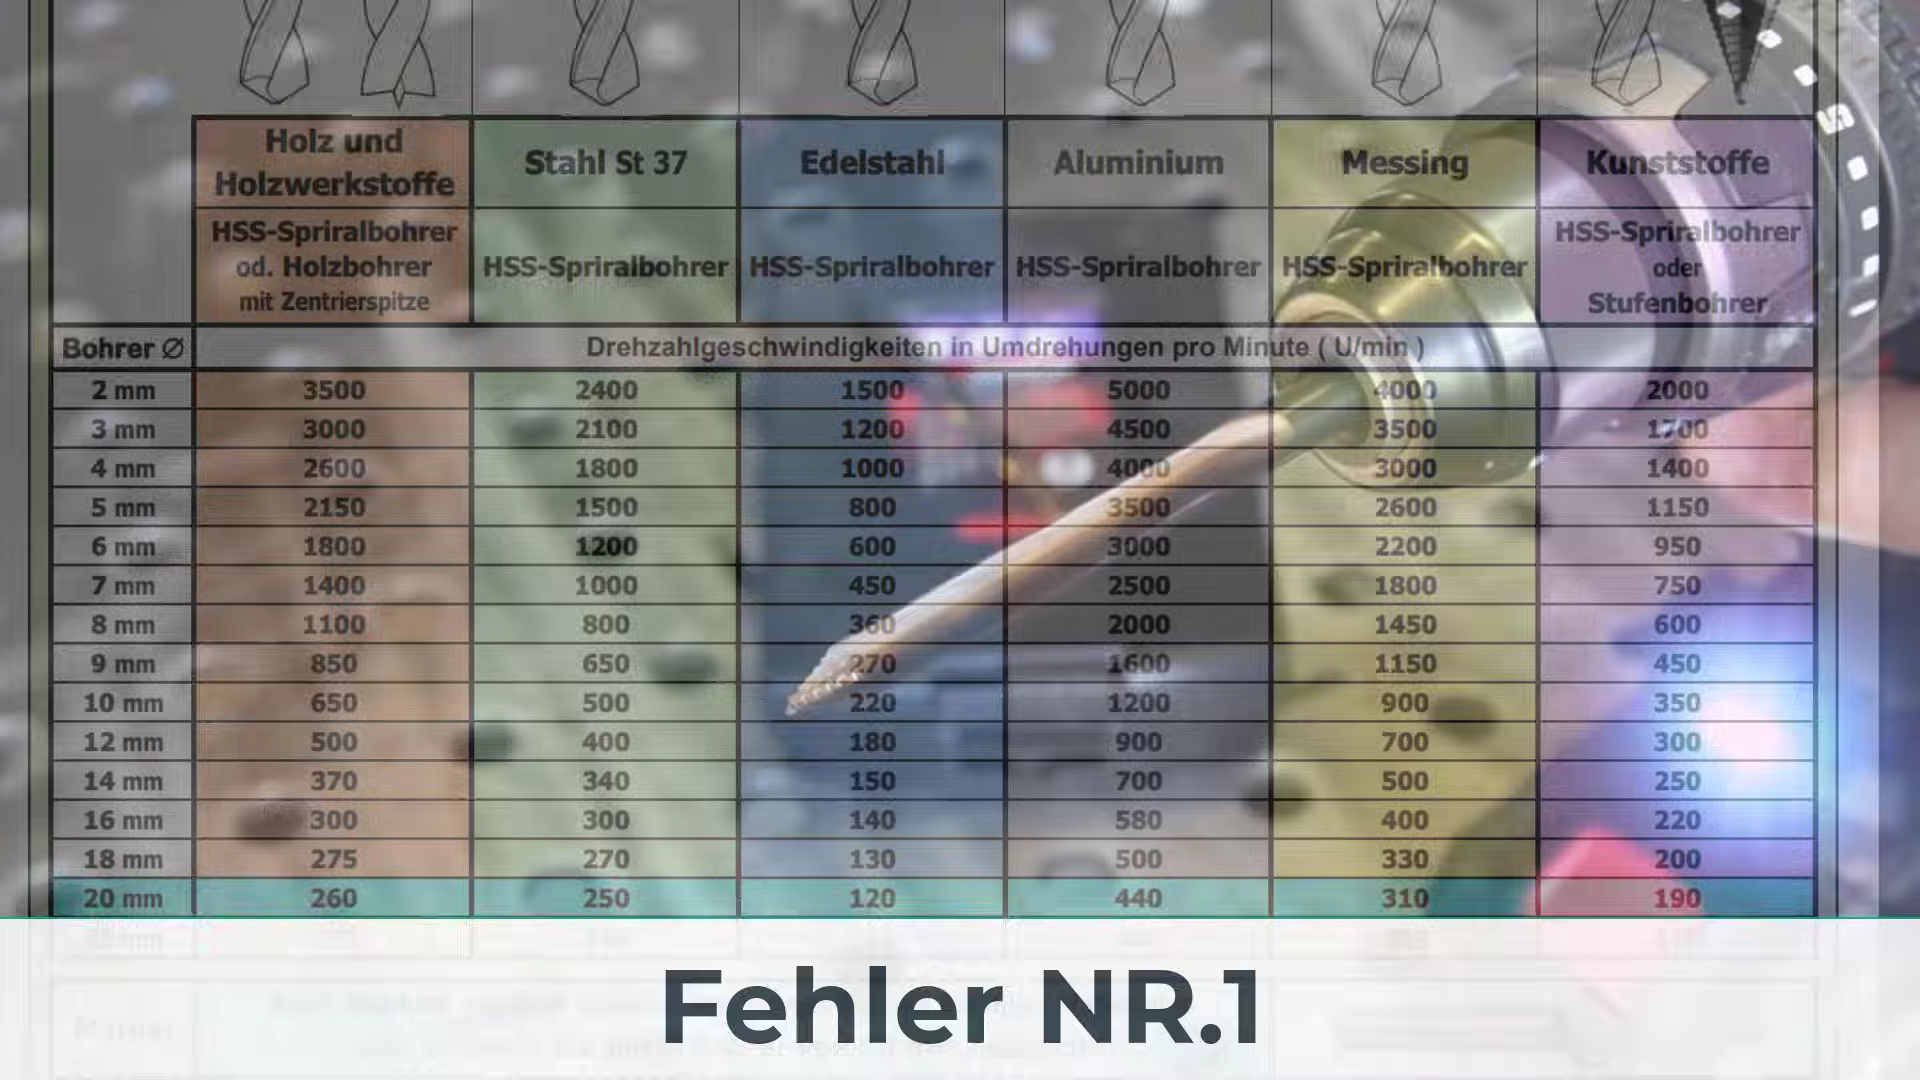 Holz und
Holzwerkstoffe
Stahl St 37
Edelstahl
Aluminium
Messing
Kunststoffe
HSS-Spriralbohrer
od. Holzbohrer
mit Zentrierspitze
HSS-Spriralbohrer
HSS-Spriralbohrer
HSS-Spriralbohrer
HSS-Spriralbohrer
HSS-Spriralbohrer
oder
Stufenbohrer
Bohrer Ø Drehzahlgeschwindigkeiten in Umdrehungen pro Minute ( U/min )
2 mm 3500 2400 1500 5000 4000 2000
3 mm 3000 2100 1200 4500 3500 1700
4 mm 2600 1800 1000 4000 3000 1400
5 mm 2150 1500 800 3500 2600 1150
6 mm 1800 1200 600 3000 2200 950
7 mm 1400 1000 450 2500 1800 750
8 mm 1100 800 360 2000 1450 600
9 mm 850 650 270 1600 1150 450
10 mm 650 500 220 1200 900 350
12 mm 500 400 180 900 700 300
14 mm 370 340 150 700 500 250
16 mm 300 300 140 580 400 220
18 mm 275 270 130 500 330 200
20 mm 260 250 120 440 310 190
Fehler NR.1